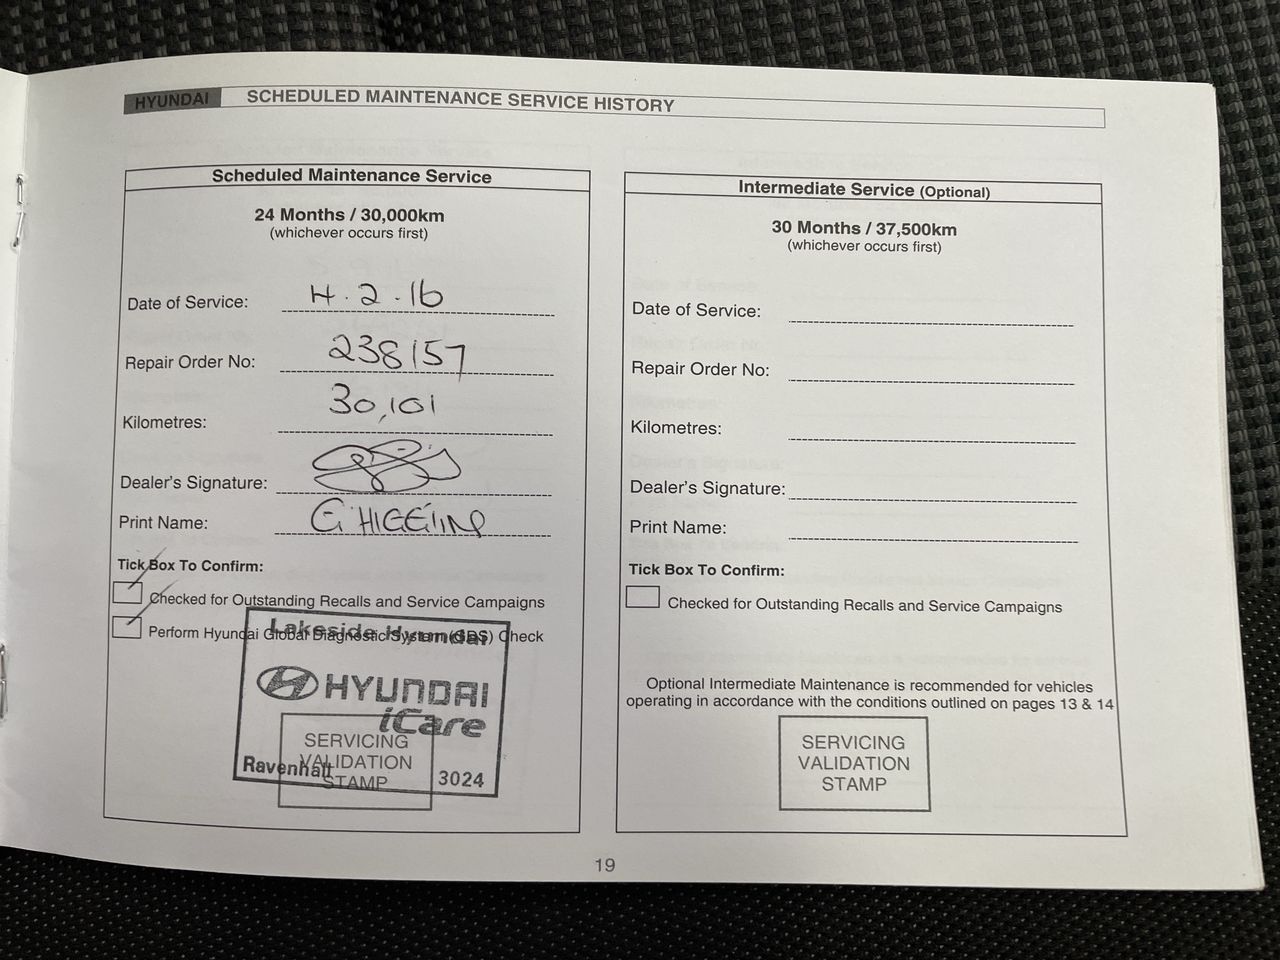 HYUNDAI SCHEDULED MAINTENANCE SERVICE HISTORY
Scheduled Maintenance Service
24 Months / 30,000km
(whichever occurs first)
Date of Service: 4.2.16
Repair Order No: 238157
Kilometres: 30,101
Dealer's Signature:
Print Name: G. HIGGINS
Tick Box To Confirm:
Checked for Outstanding Recalls and Service Campaigns
Perform Hyundai Global Diagnostic System (GDS) Check
Lakeside Hyundai
HYUNDAI
iCare
SERVICING
VALIDATION
STAMP
Ravenhall 3024
Intermediate Service (Optional)
30 Months / 37,500km
(whichever occurs first)
Date of Service:
Repair Order No:
Kilometres:
Dealer's Signature:
Print Name:
Tick Box To Confirm:
Checked for Outstanding Recalls and Service Campaigns
Optional Intermediate Maintenance is recommended for vehicles
operating in accordance with the conditions outlined on pages 13 & 14
SERVICING
VALIDATION
STAMP
19